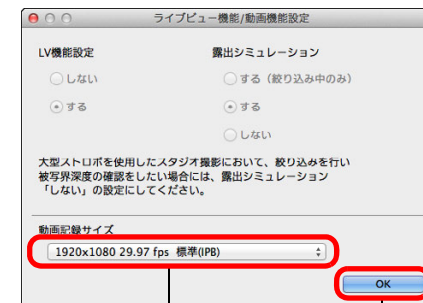 ライブビュー機能/動画機能設定
LV機能設定
しない
する
露出シミュレーション
する（絞り込み中のみ）
する
しない
大型ストロボを使用したスタジオ撮影において、絞り込みを行い
被写界深度の確認をしたい場合には、露出シミュレーション
「しない」の設定にしてください。
動画記録サイズ
1920x1080 29.97 fps 標準(IPB)
OK